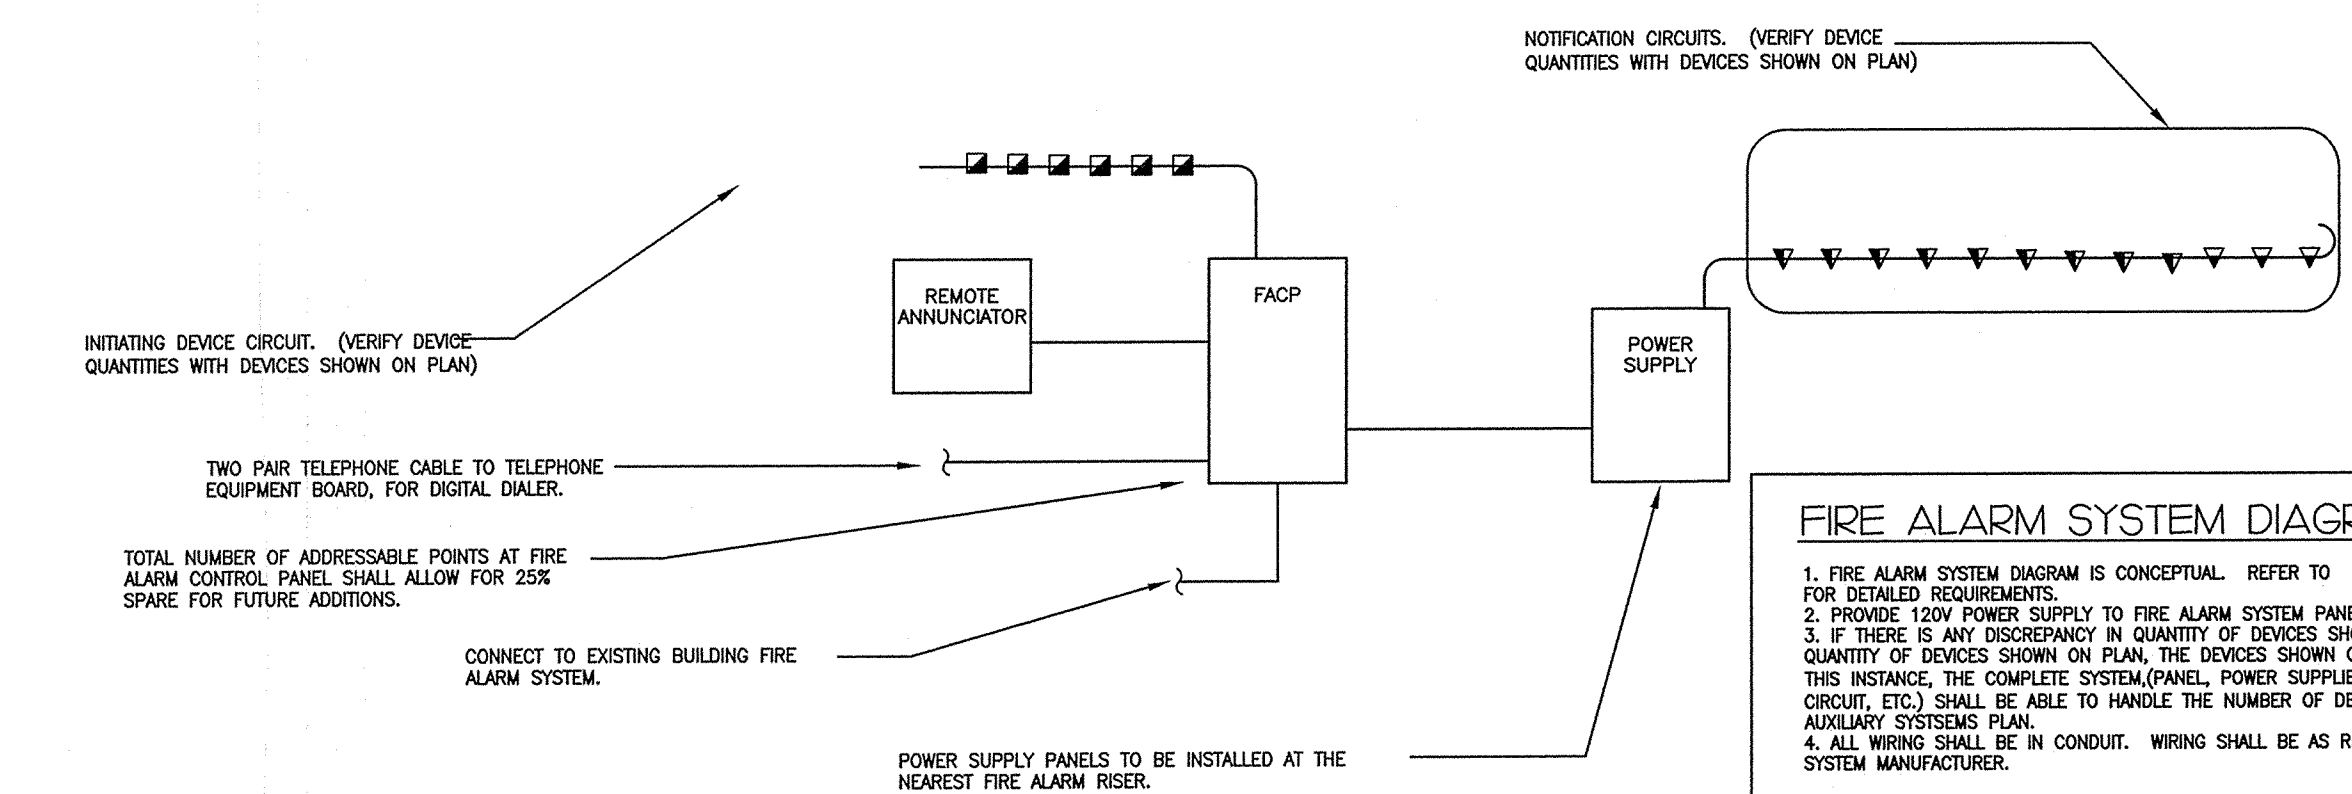 NOTIFICATION CIRCUITS. (VERIFY DEVICE
QUANTITIES WITH DEVICES SHOWN ON PLAN)
REMOTE
ANNUNCIATOR
FACP
POWER
SUPPLY
INITIATING DEVICE CIRCUIT. (VERIFY DEVICE
QUANTITIES WITH DEVICES SHOWN ON PLAN)
TWO PAIR TELEPHONE CABLE TO TELEPHONE
EQUIPMENT BOARD, FOR DIGITAL DIALER.
TOTAL NUMBER OF ADDRESSABLE POINTS AT FIRE
ALARM CONTROL PANEL SHALL ALLOW FOR 25%
SPARE FOR FUTURE ADDITIONS.
CONNECT TO EXISTING BUILDING FIRE
ALARM SYSTEM.
POWER SUPPLY PANELS TO BE INSTALLED AT THE
NEAREST FIRE ALARM RISER.
FIRE ALARM SYSTEM
1. FIRE ALARM SYSTEM DIAGRAM IS CONCEPTUAL. REFER TO
FOR DETAILED REQUIREMENTS.
2. PROVIDE 120V POWER SUPPLY TO FIRE ALARM SYSTEM
3. IF THERE IS ANY DISCREPANCY IN QUANTITY OF DEVICES
QUANTITY OF DEVICES SHOWN ON PLAN, THE DEVICES SHOWN
THIS INSTANCE, THE COMPLETE SYSTEM,(PANEL, POWER
CIRCUIT, ETC.) SHALL BE ABLE TO HANDLE THE NUMBER OF
AUXILIARY SYSTSEMS PLAN.
4. ALL WIRING SHALL BE IN CONDUIT. WIRING SHALL BE AS
SYSTEM MANUFACTURER.